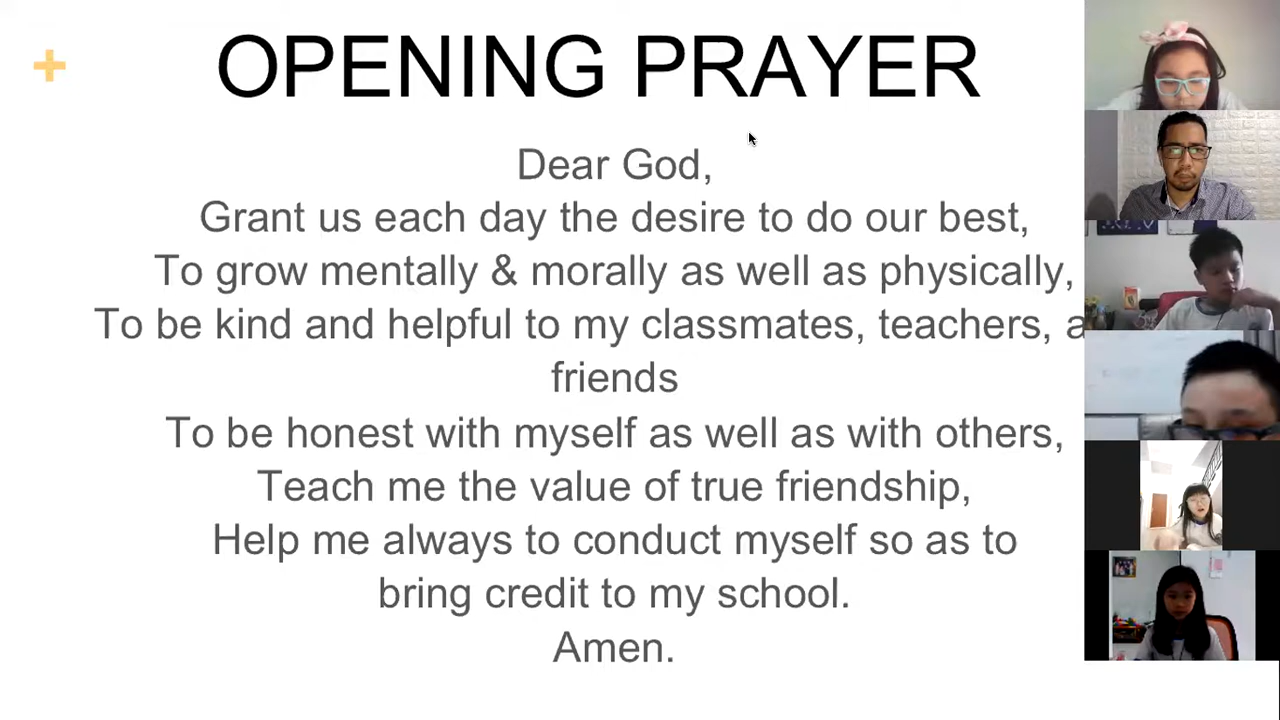 OPENING PRAYER
Dear God,
Grant us each day the desire to do our best,
To grow mentally & morally as well as physically,
To be kind and helpful to my classmates, teachers,
friends
To be honest with myself as well as with others,
Teach me the value of true friendship,
Help me always to conduct myself so as to
bring credit to my school.
Amen.